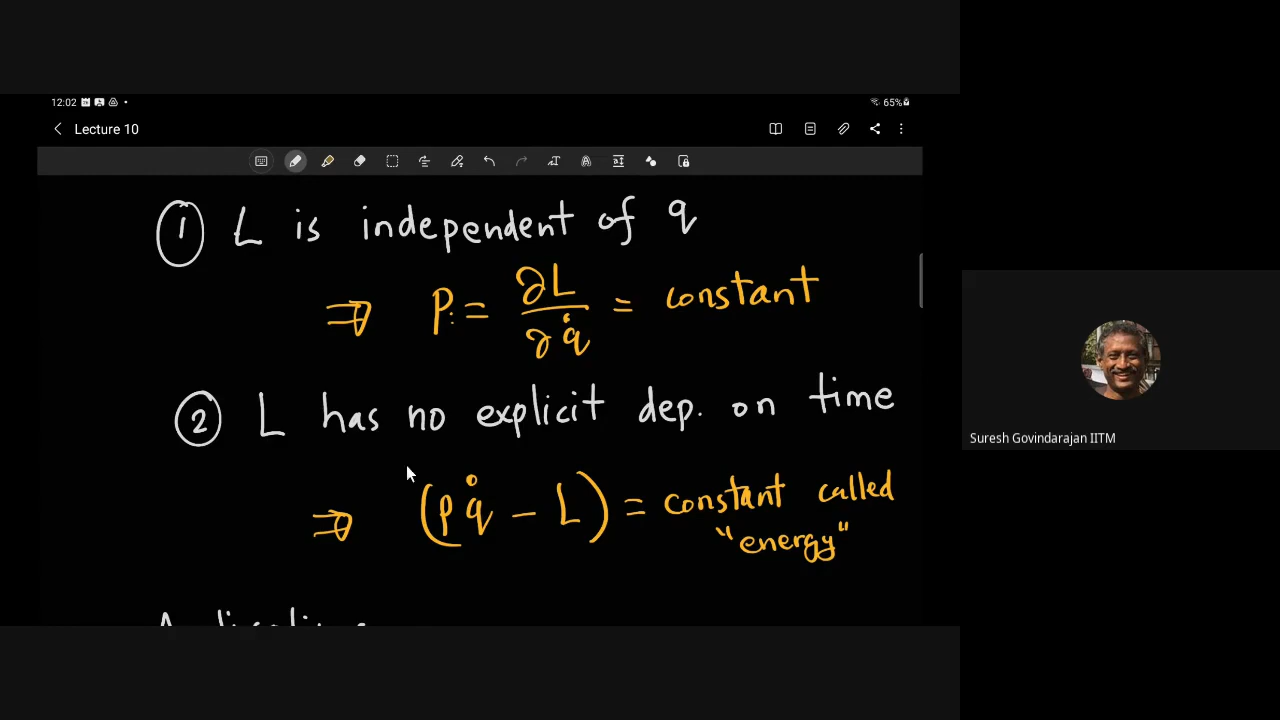 12:02
65%
Lecture 10
① L is independent of q
⇒ p := ∂L/∂q̇ = constant
② L has no explicit dep. on time
⇒ (p q̇ − L) = constant called
"energy"
Suresh Govindarajan IITM